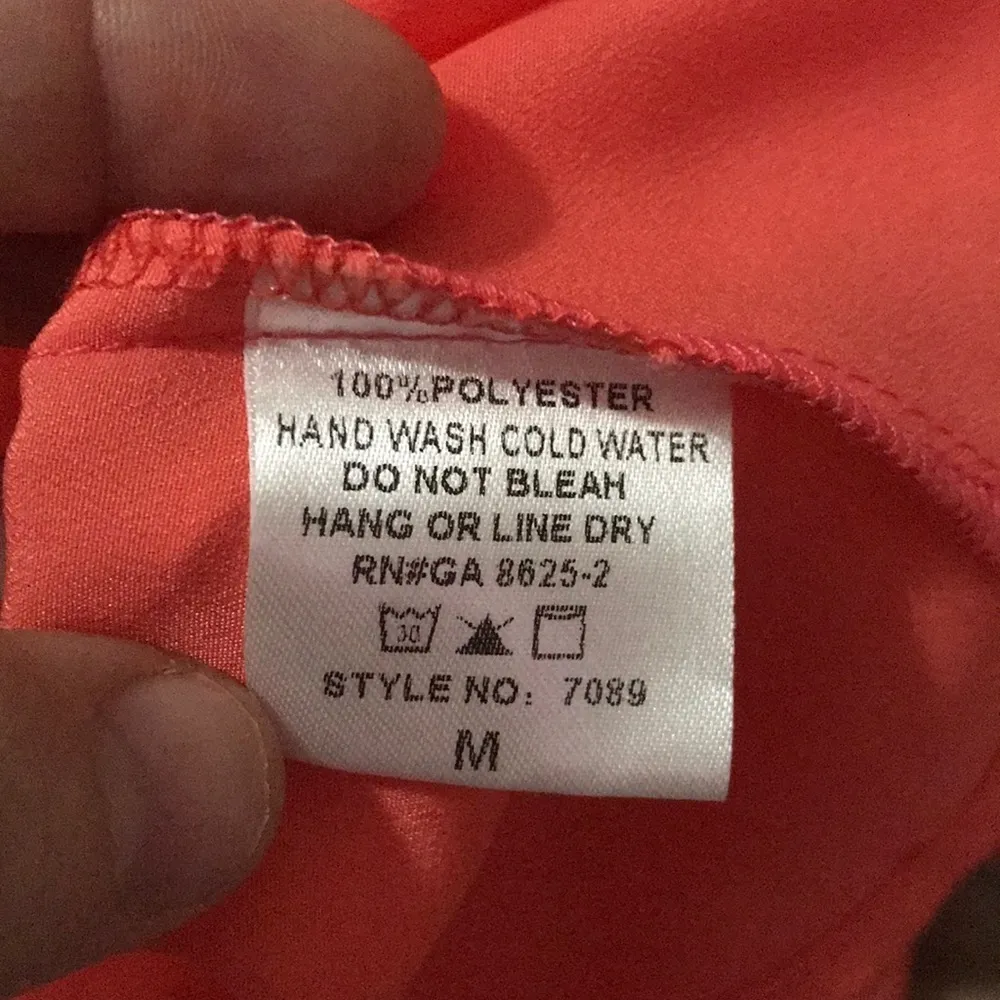 100%POLYESTER
HAND WASH COLD WATER
DO NOT BLEAH
HANG OR LINE DRY
RN#GA 8625-2
30
STYLE NO: 7089
M